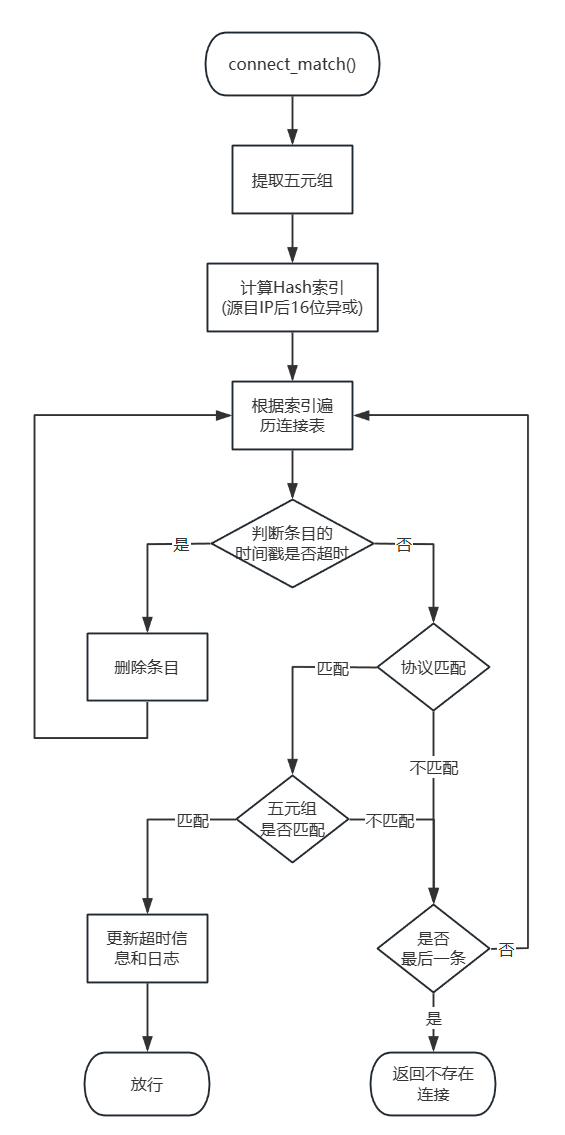 connect_match()
提取五元组
计算Hash索引
(源目IP后16位异或)
根据索引遍
历连接表
判断条目的
时间戳是否超时
是
否
删除条目
协议匹配
匹配
不匹配
五元组
是否匹配
匹配
不匹配
更新超时信
息和日志
是否
最后一条
否
是
放行
返回不存在
连接